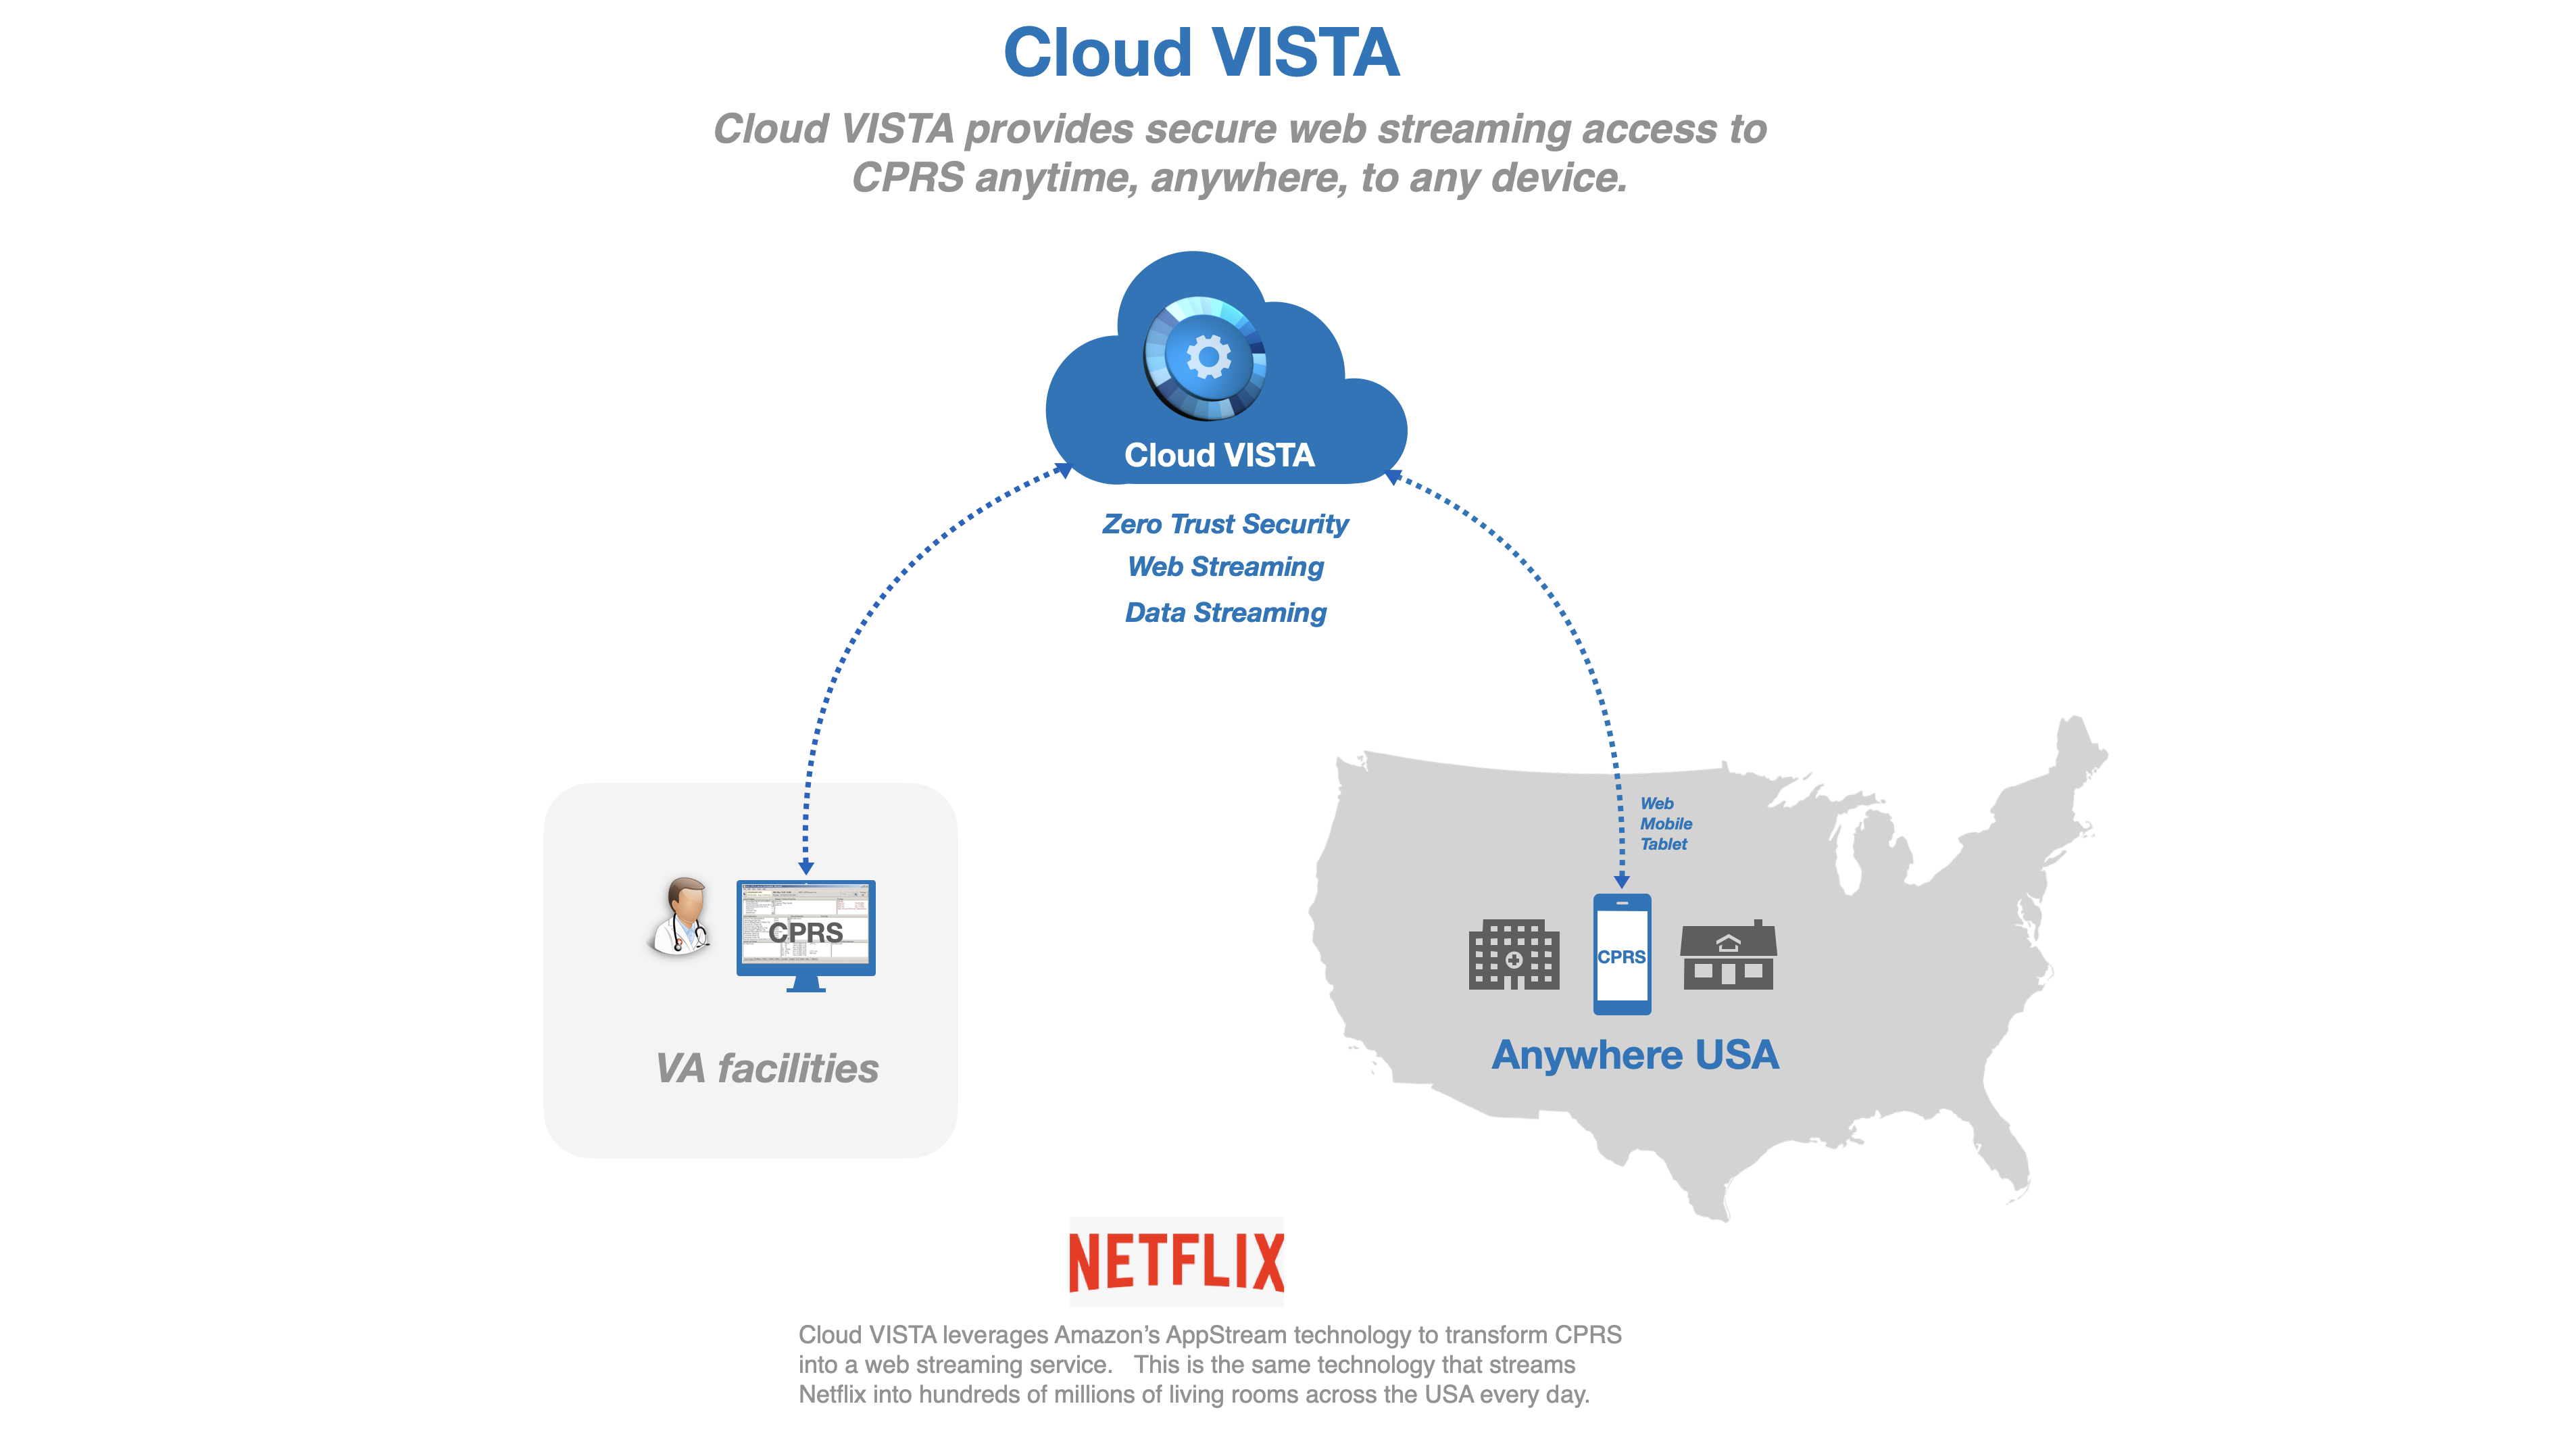 Cloud VISTA
Cloud VISTA provides secure web streaming access to
CPRS anytime, anywhere, to any device.
Cloud VISTA
Zero Trust Security
Web Streaming
Data Streaming
Web
Mobile
Tablet
CPRS
CPRS
VA facilities
Anywhere USA
NETFLIX
Cloud VISTA leverages Amazon’s AppStream technology to transform CPRS
into a web streaming service.   This is the same technology that streams
Netflix into hundreds of millions of living rooms across the USA every day.